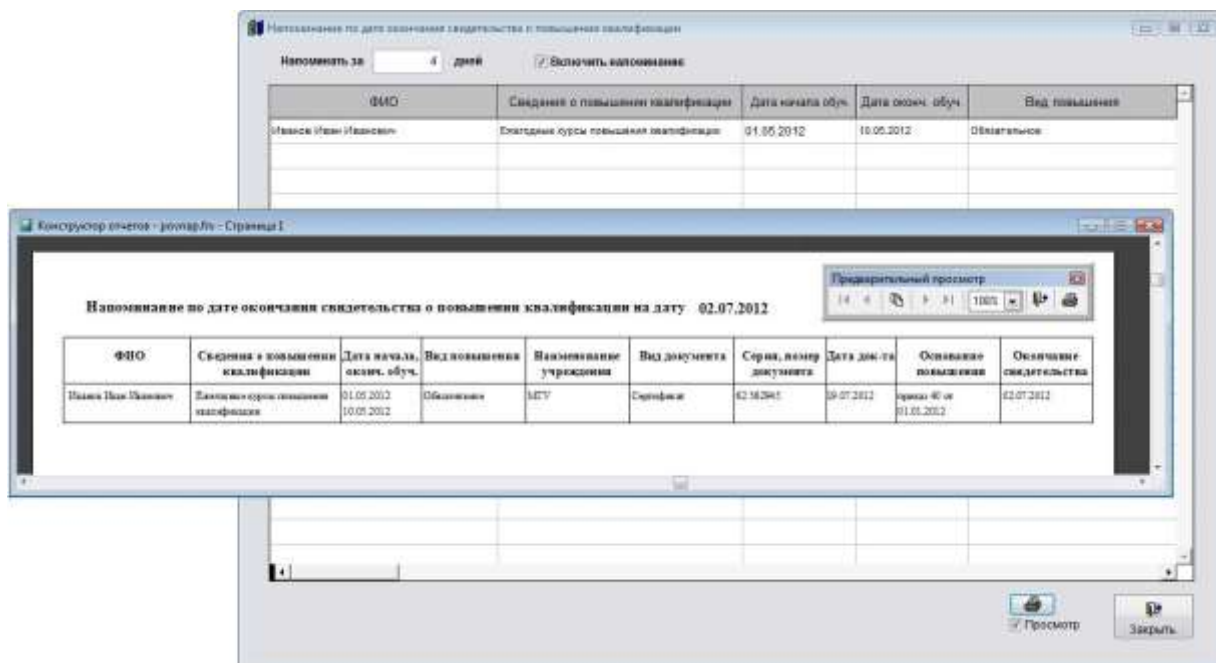 Напоминание по дате окончания свидетельства о повышении квалификации
Напоминать за 4 дней Включить напоминание
ФИО Сведения о повышении квалификации Дата начала обуч. Дата оконч. обуч. Вид повышения
Иванов Иван Иванович Ежегодные курсы повышения квалификации 01.05.2012 10.05.2012 Обязательное
Конструктор отчетов - Страница 1
Предварительный просмотр
100%
Напоминание по дате окончания свидетельства о повышении квалификации на дату 02.07.2012
ФИО Сведения о повышении квалификации Дата начала, оконч. обуч. Вид повышения Наименование учреждения Вид документа Серия, номер документа Дата док-та Основание повышения Окончание свидетельства
Иванов Иван Иванович Ежегодные курсы повышения квалификации 01.05.2012 10.05.2012 Обязательное МГУ Сертификат 02.07.2012
Просмотр
Закрыть